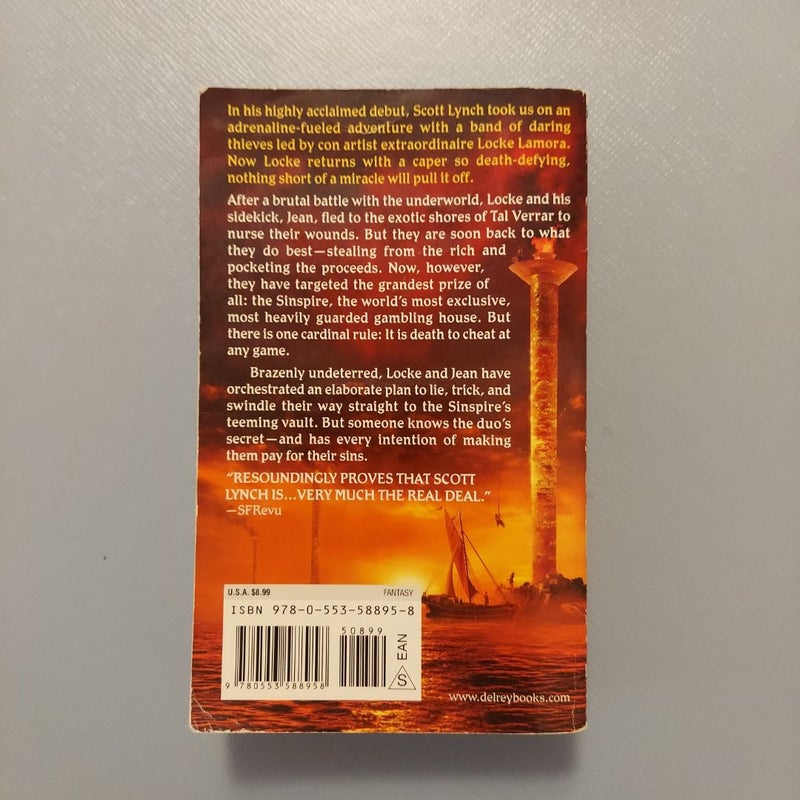 In his highly acclaimed debut, Scott Lynch took us on an
adrenaline-fueled adventure with a band of daring
thieves led by con artist extraordinaire Locke Lamora.
Now Locke returns with a caper so death-defying,
nothing short of a miracle will pull it off.
After a brutal battle with the underworld, Locke and his
sidekick, Jean, fled to the exotic shores of Tal Verrar to
nurse their wounds. But they are soon back to what
they do best—stealing from the rich and
pocketing the proceeds. Now, however,
they have targeted the grandest prize of
all: the Sinspire, the world's most exclusive,
most heavily guarded gambling house. But
there is one cardinal rule: It is death to cheat at
any game.
Brazenly undeterred, Locke and Jean have
orchestrated an elaborate plan to lie, trick, and
swindle their way straight to the Sinspire's
teeming vault. But someone knows the duo's
secret—and has every intention of making
them pay for their sins.
"RESOUNDINGLY PROVES THAT SCOTT
LYNCH IS...VERY MUCH THE REAL DEAL."
—SFRevu
U.S.A. $8.99 FANTASY
ISBN 978-0-553-58895-8
50899
EAN
S
9 780553 588958
www.delreybooks.com